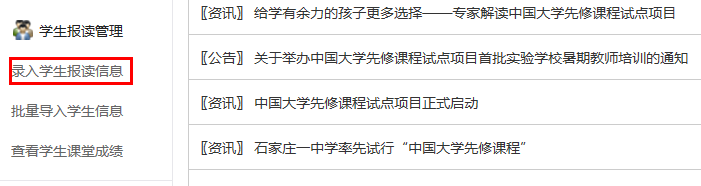 学生报读管理
录入学生报读信息
批量导入学生信息
查看学生课堂成绩
〖资讯〗 给学有余力的孩子更多选择——专家解读中国大学先修课程试点项目
〖公告〗 关于举办中国大学先修课程试点项目首批实验学校暑期教师培训的通知
〖资讯〗 中国大学先修课程试点项目正式启动
〖资讯〗 石家庄一中学率先试行“中国大学先修课程”